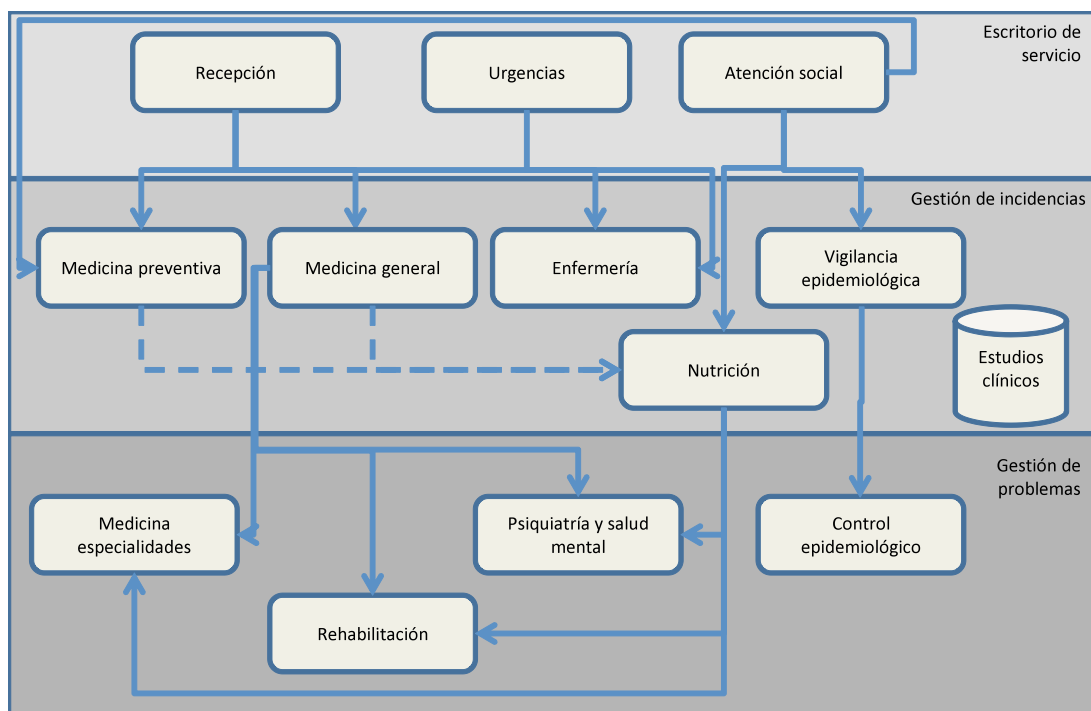 Escritorio de
servicio
Recepción
Urgencias
Atención social
Gestión de incidencias
Medicina preventiva
Medicina general
Enfermería
Vigilancia
epidemiológica
Nutrición
Estudios
clínicos
Gestión de
problemas
Medicina
especialidades
Psiquiatría y salud
mental
Control
epidemiológico
Rehabilitación